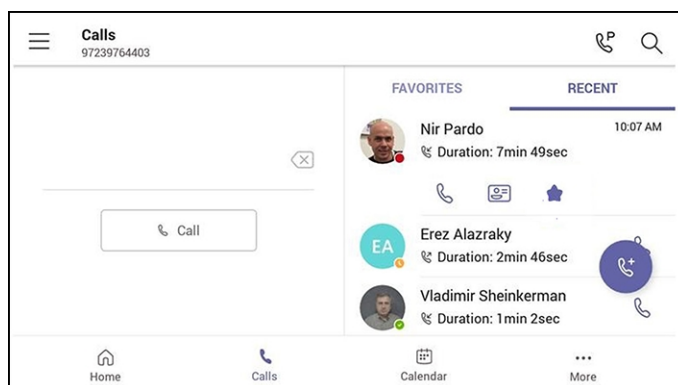 Calls
97239764403
P
FAVORITES
RECENT
Nir Pardo
10:07 AM
Duration: 7min 49sec
EA
Erez Alazraky
Duration: 2min 46sec
Vladimir Sheinkerman
Duration: 1min 2sec
Call
Home
Calls
Calendar
More